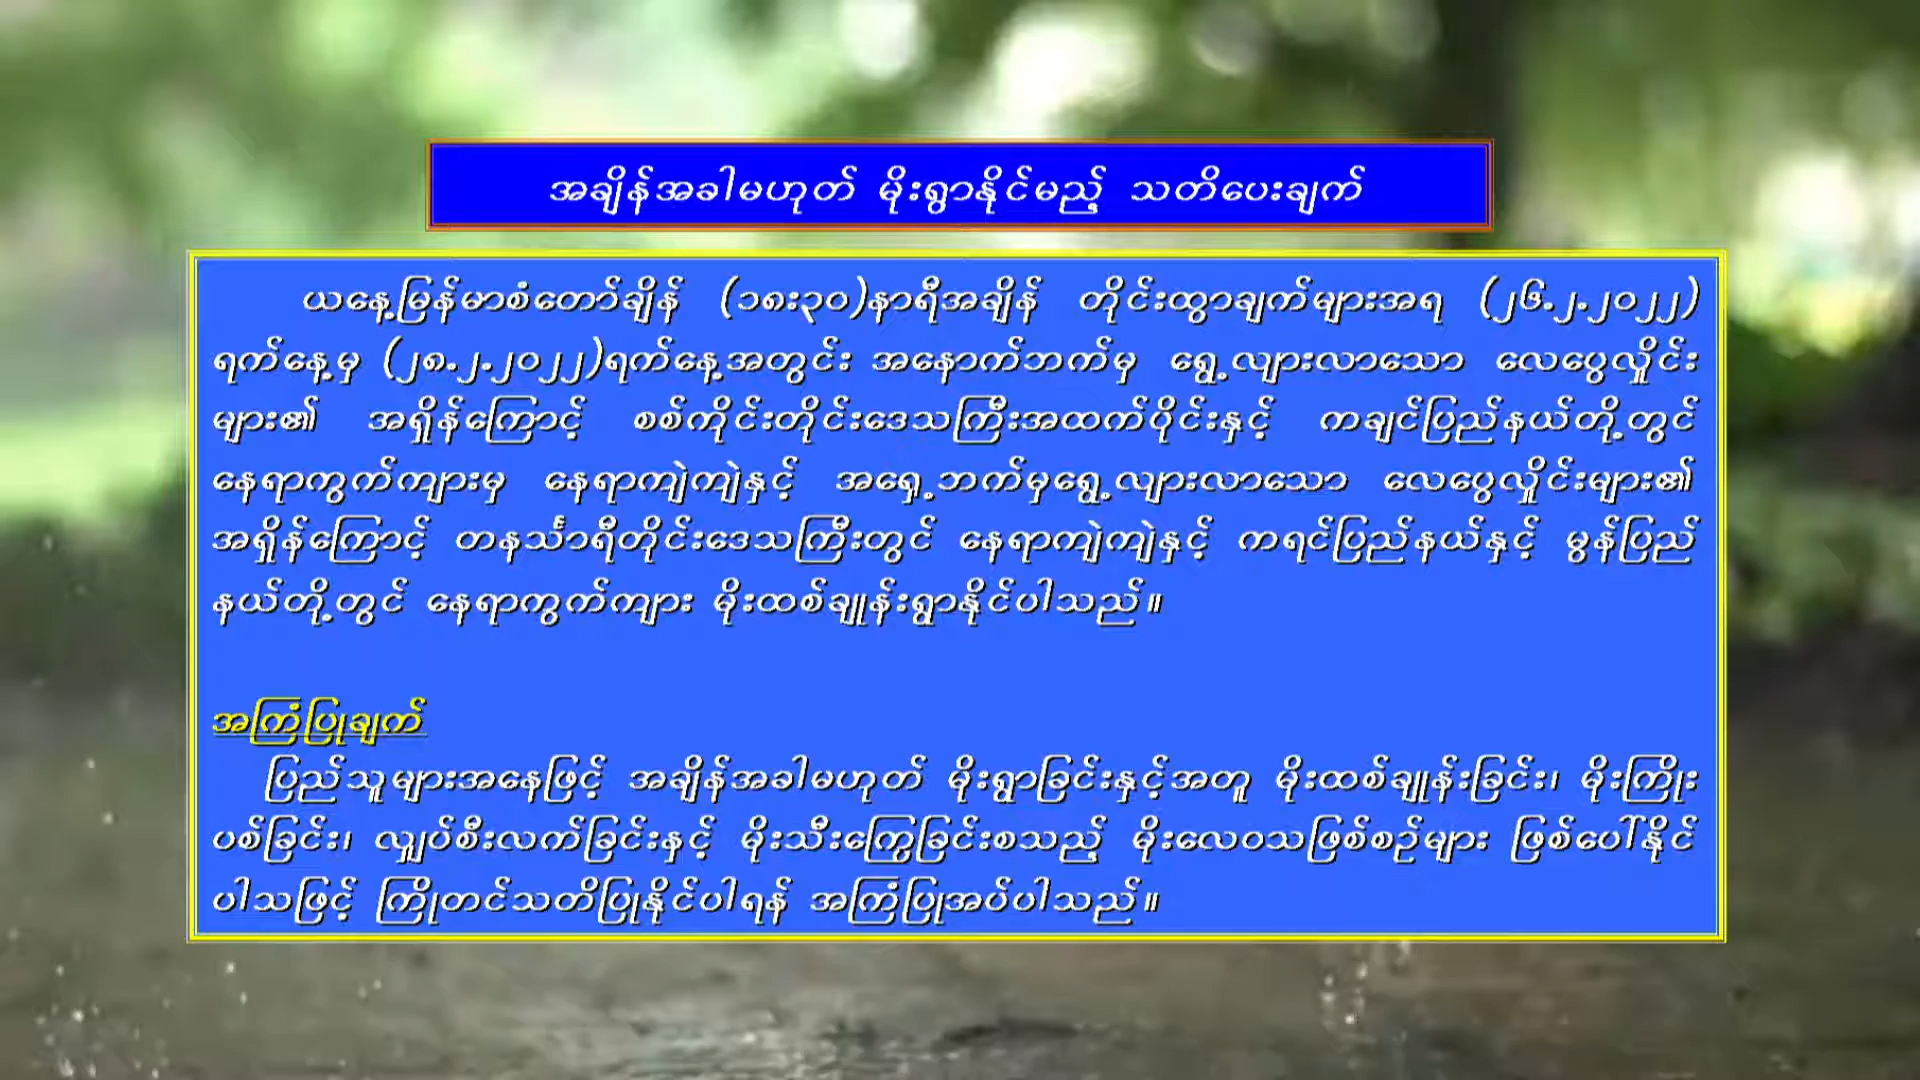 အချိန်အခါမဟုတ် မိုးရွာနိုင်မည့် သတိပေးချက်
ယနေ့မြန်မာစံတော်ချိန် (၁၈:၃၀)နာရီအချိန် တိုင်းထွာချက်များအရ (၂၆.၂.၂၀၂၂)
ရက်နေ့မှ (၂၈.၂.၂၀၂၂)ရက်နေ့အတွင်း အနောက်ဘက်မှ ရွေ့လျားလာသော လေပွေလှိုင်း
များ၏ အရှိန်ကြောင့် စစ်ကိုင်းတိုင်းဒေသကြီးအထက်ပိုင်းနှင့် ကချင်ပြည်နယ်တို့တွင်
နေရာကွက်ကျားမှ နေရာကျဲကျဲနှင့် အရှေ့ဘက်မှရွေ့လျားလာသော လေပွေလှိုင်းများ၏
အရှိန်ကြောင့် တနင်္သာရီတိုင်းဒေသကြီးတွင် နေရာကျဲကျဲနှင့် ကရင်ပြည်နယ်နှင့် မွန်ပြည်
နယ်တို့တွင် နေရာကွက်ကျား မိုးထစ်ချုန်းရွာနိုင်ပါသည်။
အကြံပြုချက်
ပြည်သူများအနေဖြင့် အချိန်အခါမဟုတ် မိုးရွာခြင်းနှင့်အတူ မိုးထစ်ချုန်းခြင်း၊ မိုးကြိုး
ပစ်ခြင်း၊ လျှပ်စီးလက်ခြင်းနှင့် မိုးသီးကြွေခြင်းစသည့် မိုးလေဝသဖြစ်စဉ်များ ဖြစ်ပေါ်နိုင်
ပါသဖြင့် ကြိုတင်သတိပြုနိုင်ပါရန် အကြံပြုအပ်ပါသည်။